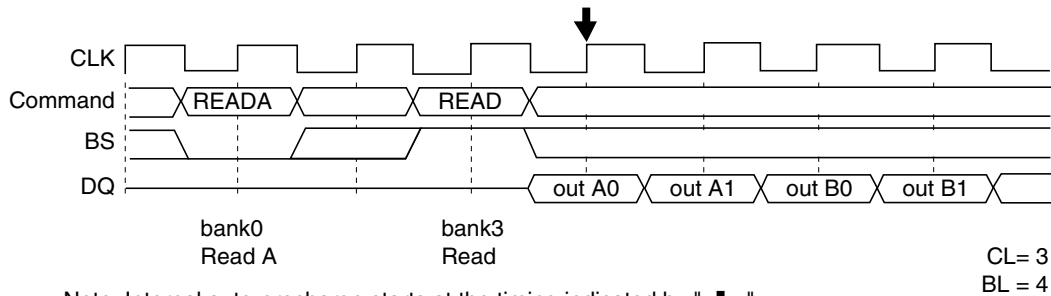 CLK
Command READA READ
BS
DQ out A0 out A1 out B0 out B1
bank0 bank3
Read A Read
CL= 3
BL = 4